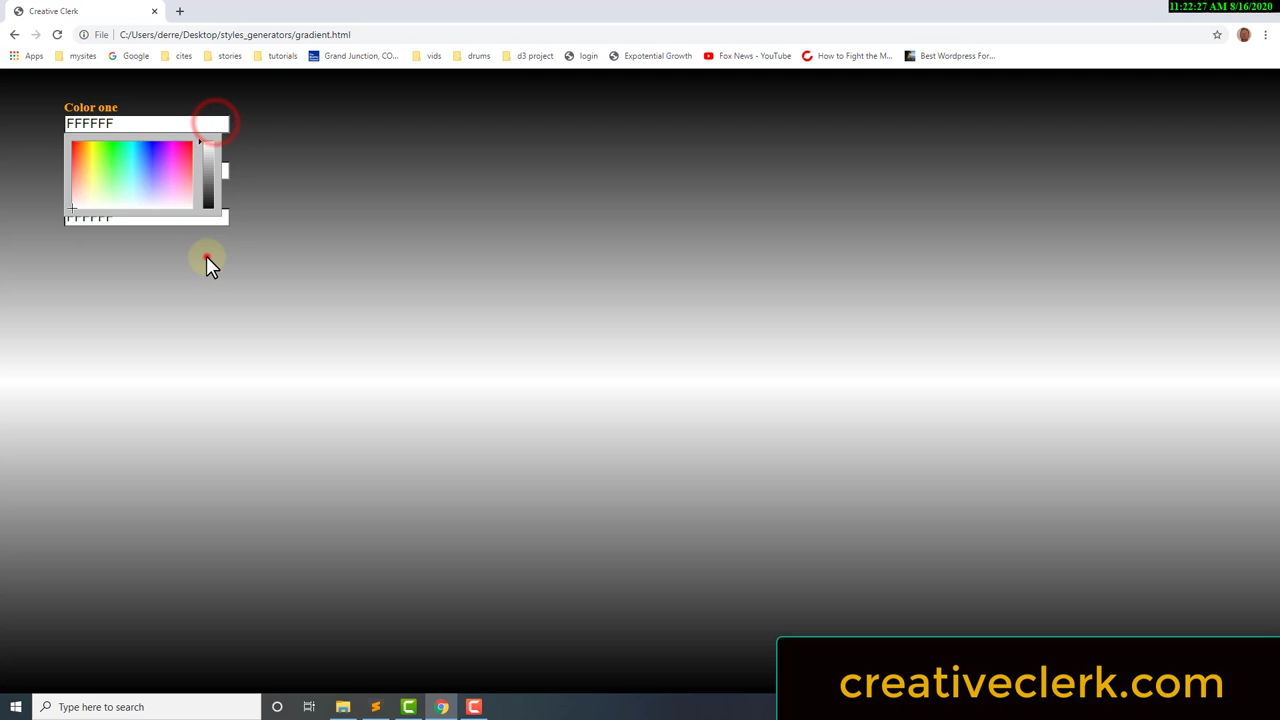 11:22:27 AM 8/16/2020
Creative Clerk
File C:/Users/derre/Desktop/styles_generators/gradient.html
Apps mysites Google cites stories tutorials Grand Junction, CO... vids drums d3 project login Expotential Growth Fox News - YouTube How to Fight the M... Best Wordpress For...
Color one
FFFFFF
FFFFFF
creativeclerk.com
Type here to search